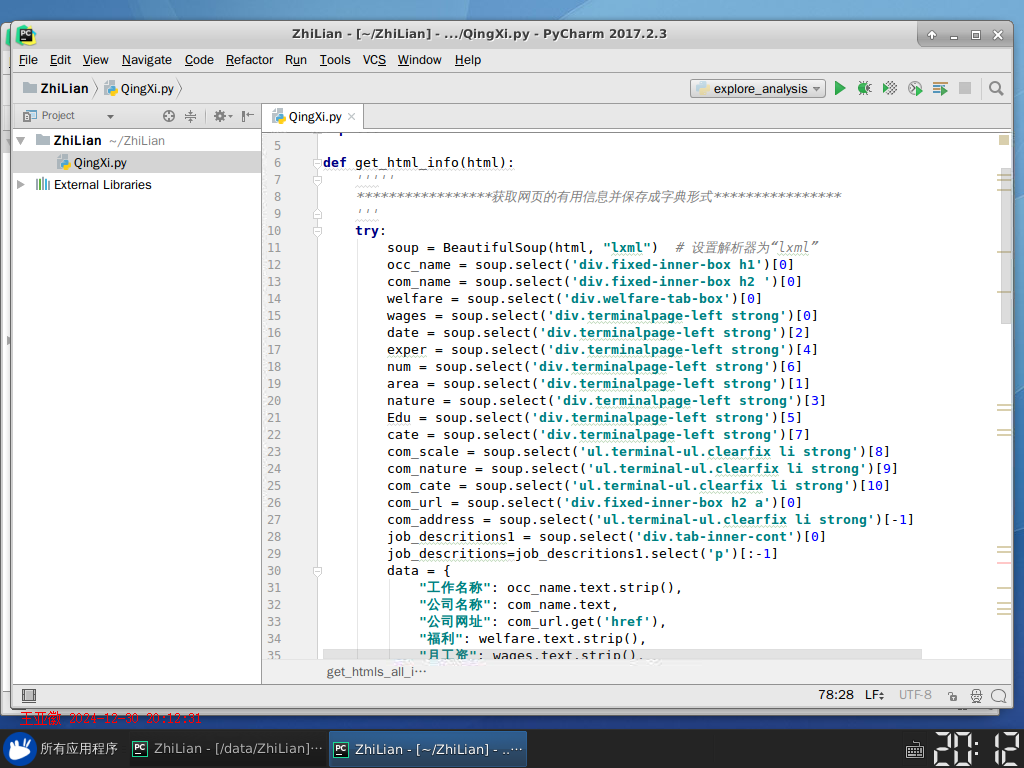 ZhiLian - [~/ZhiLian] - .../QingXi.py - PyCharm 2017.2.3
File Edit View Navigate Code Refactor Run Tools VCS Window Help
ZhiLian QingXi.py explore_analysis
Project QingXi.py
ZhiLian ~/ZhiLian
QingXi.py
External Libraries
5
6 def get_html_info(html):
7 '''''
8 *****************获取网页的有用信息并保存成字典形式****************
9 '''
10 try:
11 soup = BeautifulSoup(html, "lxml")  # 设置解析器为“lxml”
12 occ_name = soup.select('div.fixed-inner-box h1')[0]
13 com_name = soup.select('div.fixed-inner-box h2 ')[0]
14 welfare = soup.select('div.welfare-tab-box')[0]
15 wages = soup.select('div.terminalpage-left strong')[0]
16 date = soup.select('div.terminalpage-left strong')[2]
17 exper = soup.select('div.terminalpage-left strong')[4]
18 num = soup.select('div.terminalpage-left strong')[6]
19 area = soup.select('div.terminalpage-left strong')[1]
20 nature = soup.select('div.terminalpage-left strong')[3]
21 Edu = soup.select('div.terminalpage-left strong')[5]
22 cate = soup.select('div.terminalpage-left strong')[7]
23 com_scale = soup.select('ul.terminal-ul.clearfix li strong')[8]
24 com_nature = soup.select('ul.terminal-ul.clearfix li strong')[9]
25 com_cate = soup.select('ul.terminal-ul.clearfix li strong')[10]
26 com_url = soup.select('div.fixed-inner-box h2 a')[0]
27 com_address = soup.select('ul.terminal-ul.clearfix li strong')[-1]
28 job_descritions1 = soup.select('div.tab-inner-cont')[0]
29 job_descritions=job_descritions1.select('p')[:-1]
30 data = {
31 "工作名称": occ_name.text.strip(),
32 "公司名称": com_name.text,
33 "公司网址": com_url.get('href'),
34 "福利": welfare.text.strip(),
35 "月工资": wages.text.strip(),
get_htmls_all_i···
78:28 LF UTF-8
所有应用程序 ZhiLian - [/data/ZhiLian]··· ZhiLian - [~/ZhiLian] - ..··· 20:12